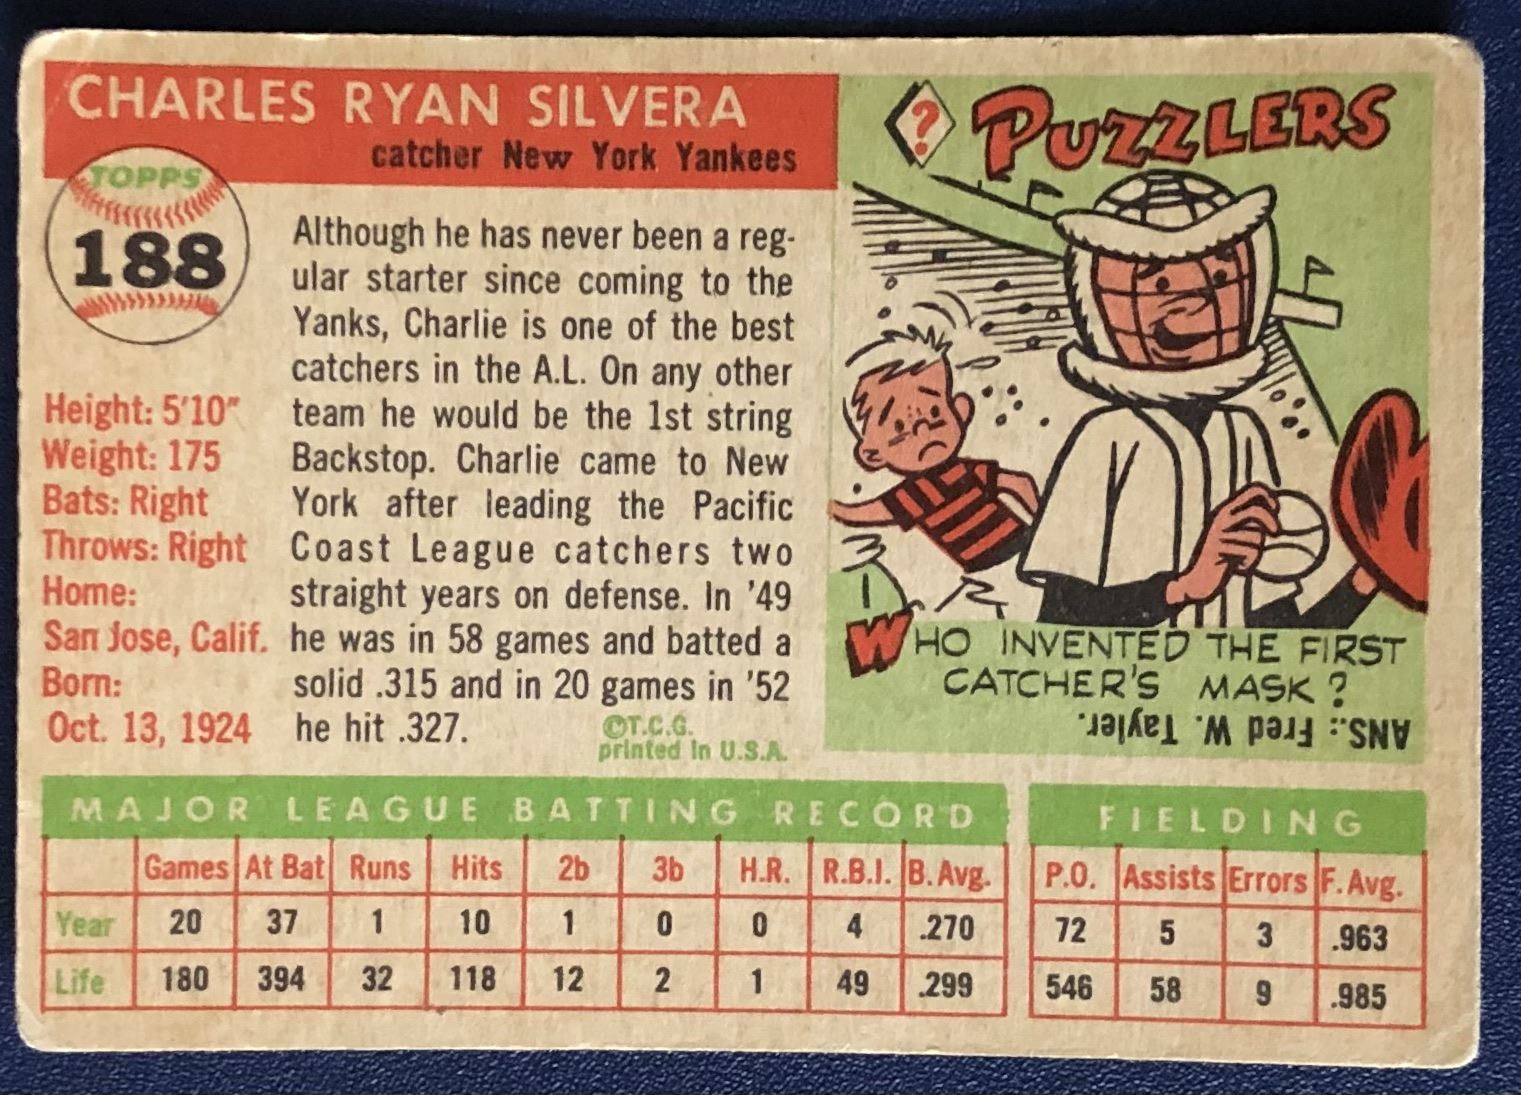 CHARLES RYAN SILVERA
catcher New York Yankees
TOPPS
188
Height: 5'10"
Weight: 175
Bats: Right
Throws: Right
Home:
San Jose, Calif.
Born:
Oct. 13, 1924
Although he has never been a reg-
ular starter since coming to the
Yanks, Charlie is one of the best
catchers in the A.L. On any other
team he would be the 1st string
Backstop. Charlie came to New
York after leading the Pacific
Coast League catchers two
straight years on defense. In '49
he was in 58 games and batted a
solid .315 and in 20 games in '52
he hit .327.
©T.C.G.
printed in U.S.A.
? PUZZLERS
WHO INVENTED THE FIRST
CATCHER'S MASK?
ANS.: Fred W. Tayler.
MAJOR LEAGUE BATTING RECORD
Games At Bat Runs Hits 2b 3b H.R. R.B.I. B. Avg.
Year 20 37 1 10 1 0 0 4 .270
Life 180 394 32 118 12 2 1 49 .299
FIELDING
P.O. Assists Errors F. Avg.
72 5 3 .963
546 58 9 .985